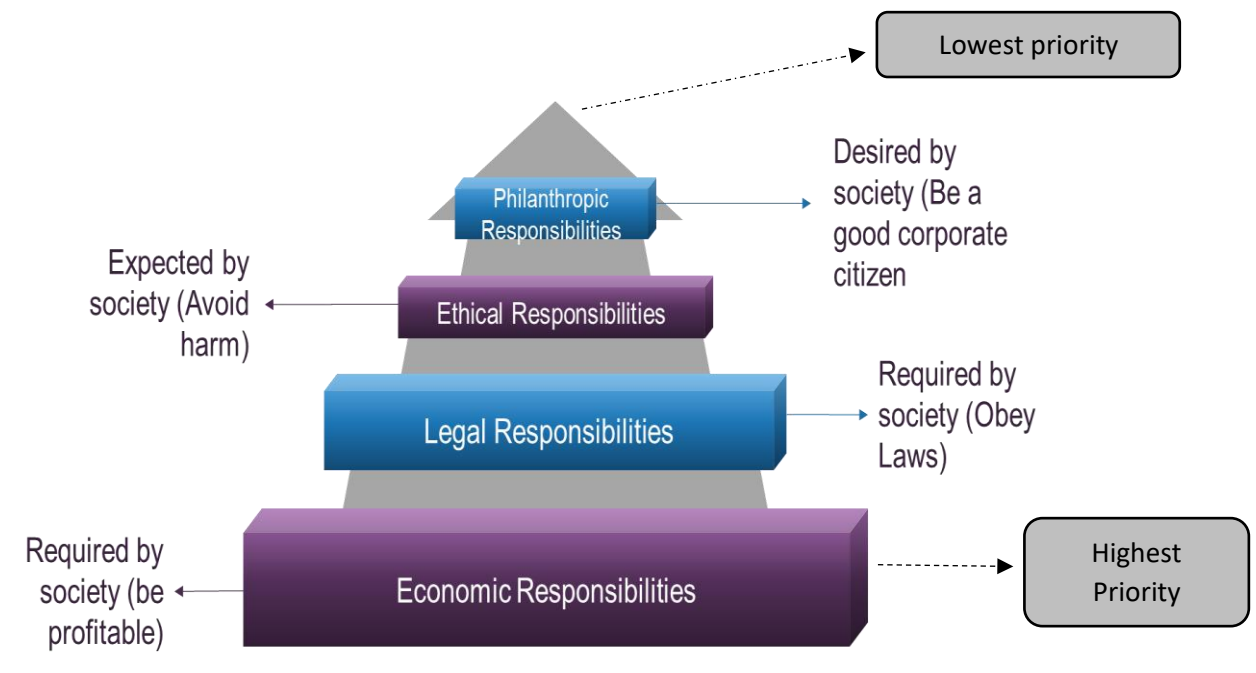 Lowest priority
Desired by
society (Be a
good corporate
citizen
Philanthropic
Responsibilities
Expected by
society (Avoid
harm)
Ethical Responsibilities
Required by
society (Obey
Laws)
Legal Responsibilities
Highest
Priority
Required by
society (be
profitable)
Economic Responsibilities